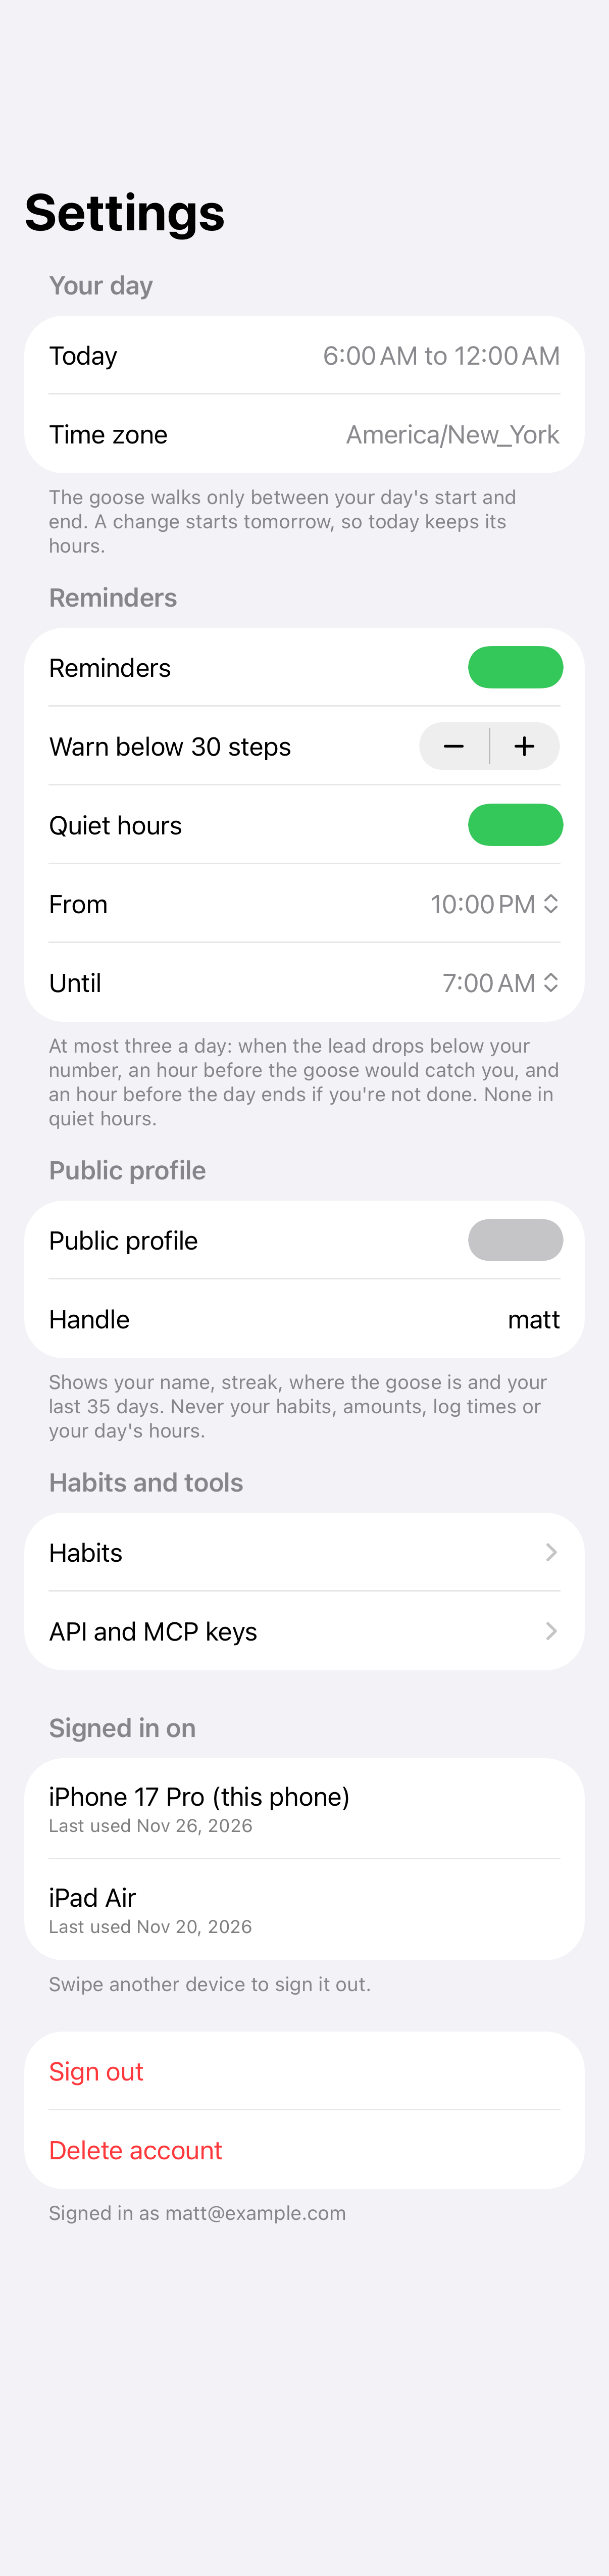 Settings
Your day
Today 6:00 AM to 12:00 AM
Time zone America/New_York
The goose walks only between your day's start and
end. A change starts tomorrow, so today keeps its
hours.
Reminders
Reminders
Warn below 30 steps − +
Quiet hours
From 10:00 PM
Until 7:00 AM
At most three a day: when the lead drops below your
number, an hour before the goose would catch you, and
an hour before the day ends if you're not done. None in
quiet hours.
Public profile
Public profile
Handle matt
Shows your name, streak, where the goose is and your
last 35 days. Never your habits, amounts, log times or
your day's hours.
Habits and tools
Habits
API and MCP keys
Signed in on
iPhone 17 Pro (this phone)
Last used Nov 26, 2026
iPad Air
Last used Nov 20, 2026
Swipe another device to sign it out.
Sign out
Delete account
Signed in as matt@example.com